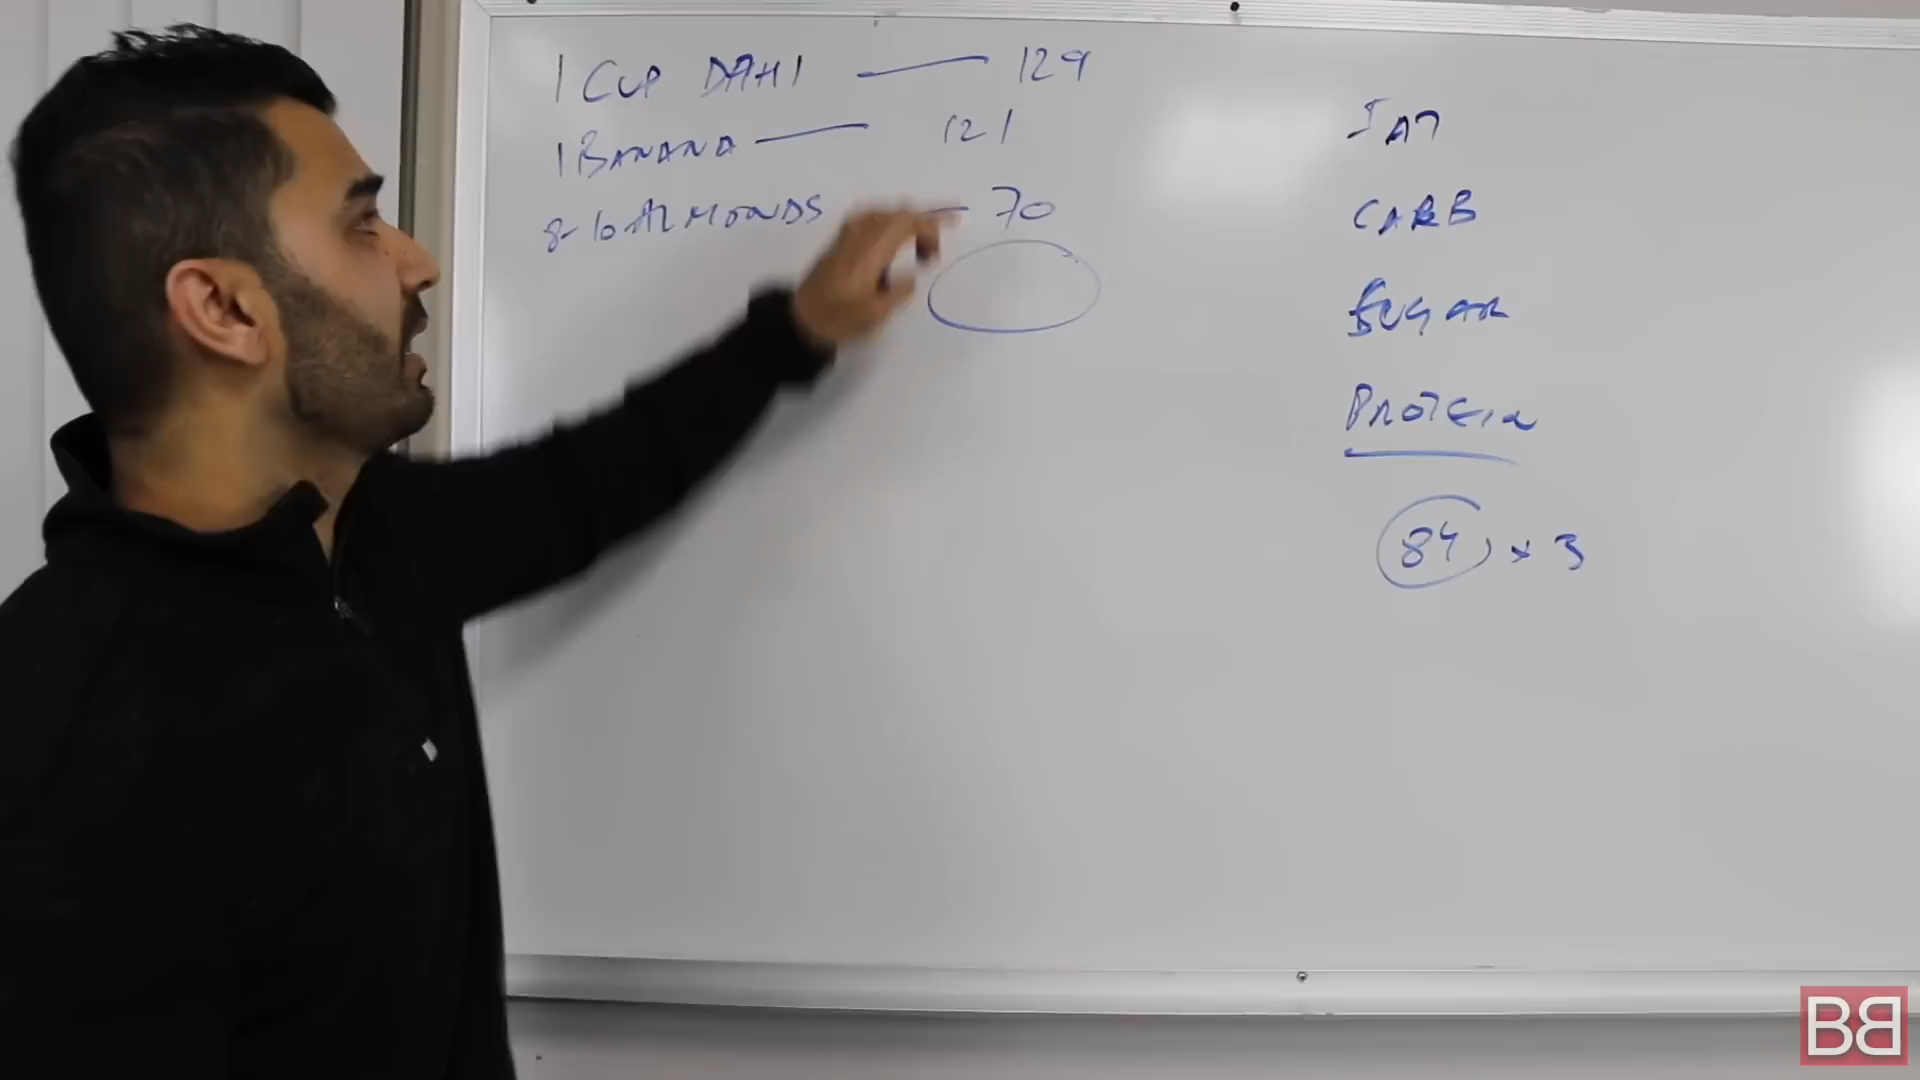 1 CUP DAHI — 129
1 BANANA — 121
8-10 ALMONDS — 70
FAT
CARB
SUGAR
PROTEIN
84 x 3
BB